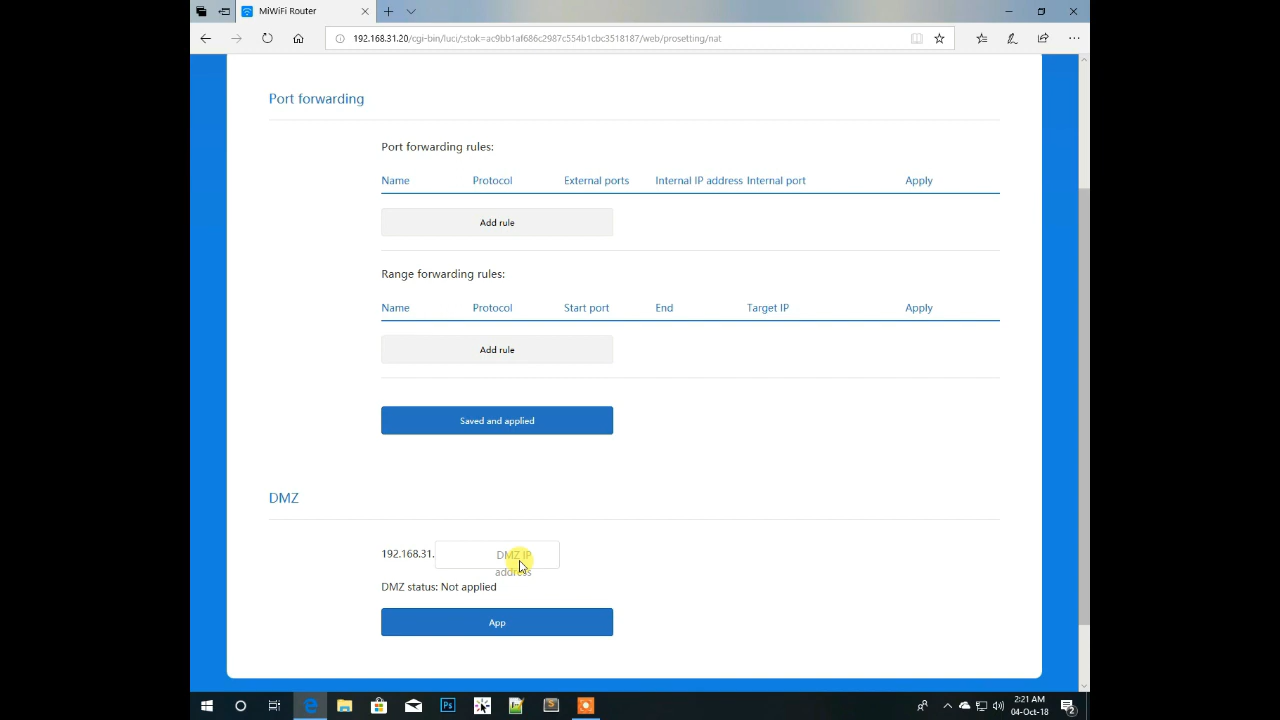 MiWiFi Router
192.168.31.20/cgi-bin/luci/;stok=ac9bb1af686c2987c554b1cbc3518187/web/prosetting/nat
Port forwarding
Port forwarding rules:
Name Protocol External ports Internal IP address Internal port Apply
Add rule
Range forwarding rules:
Name Protocol Start port End Target IP Apply
Add rule
Saved and applied
DMZ
192.168.31. DMZ IP
address
DMZ status: Not applied
App
Ps
S
2:21 AM
04-Oct-18
2